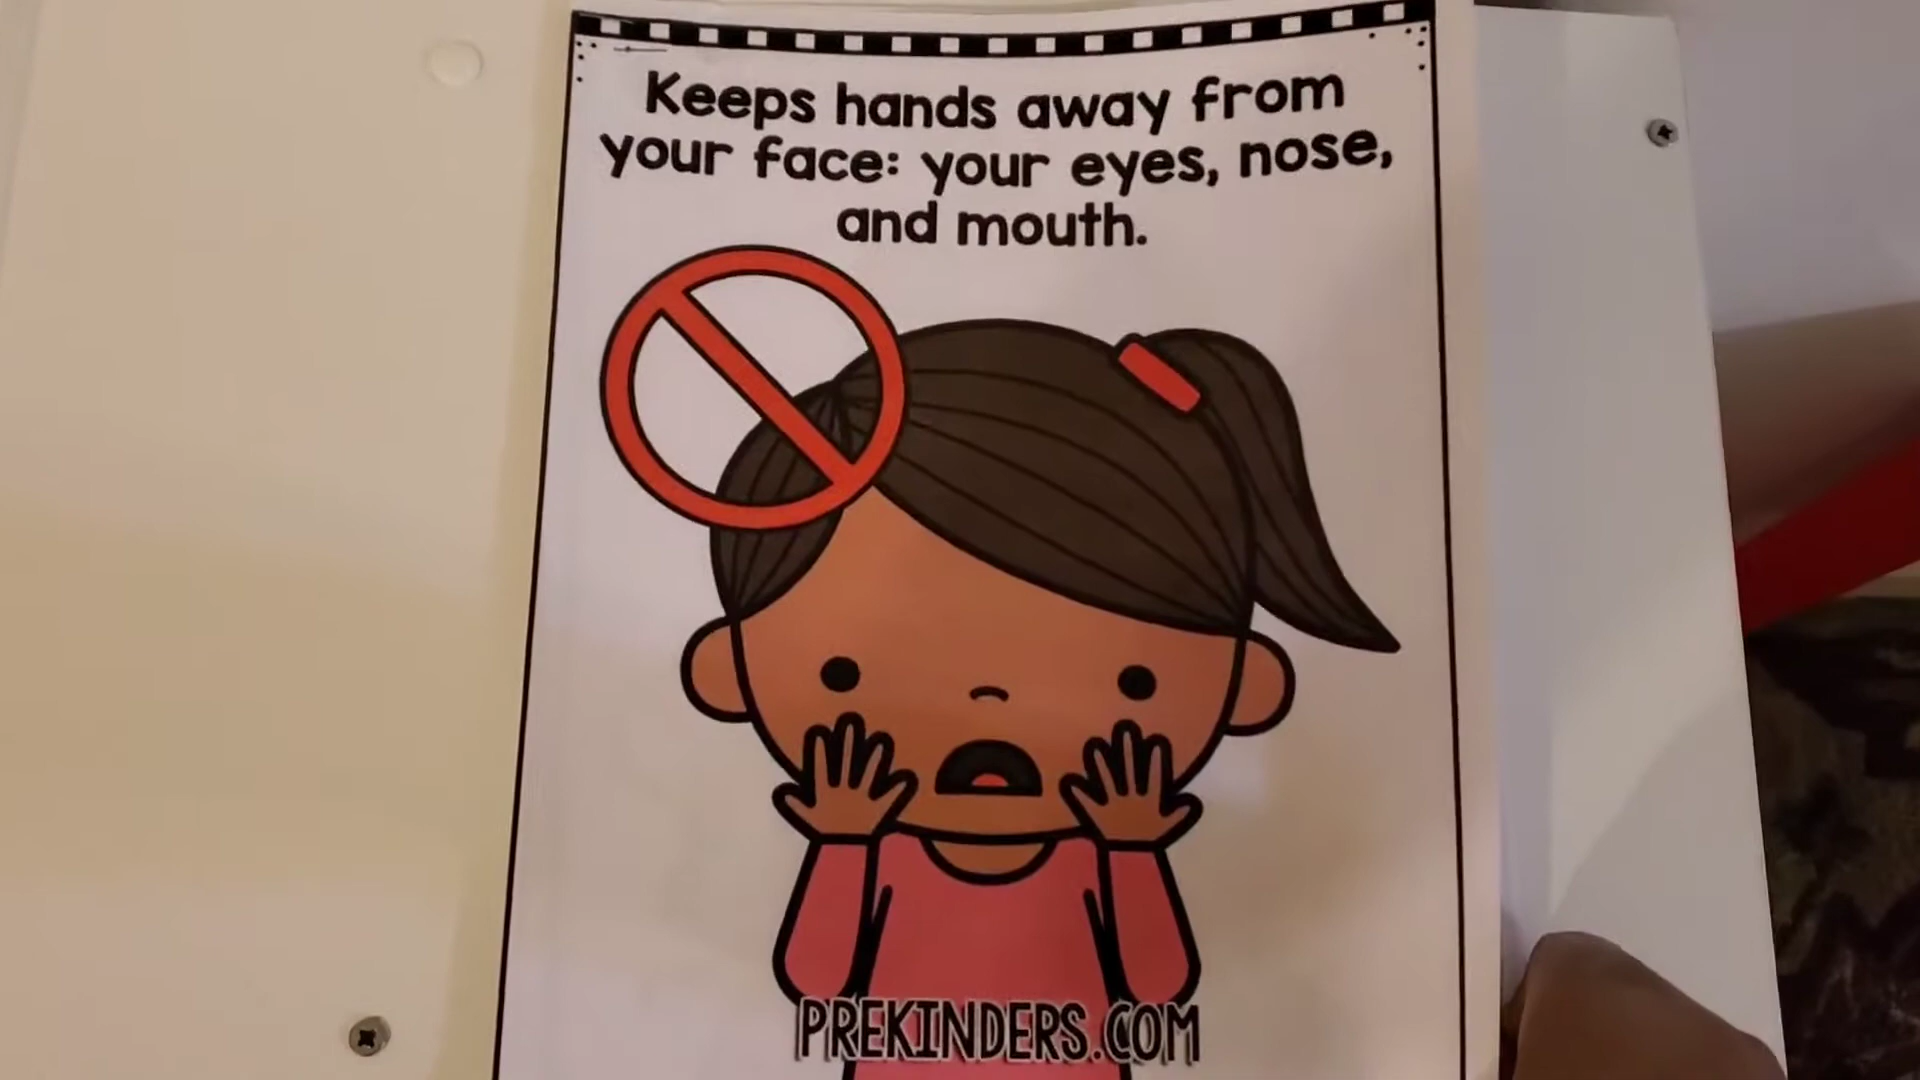 Keeps hands away from
your face: your eyes, nose,
and mouth.
PREKINDERS.COM